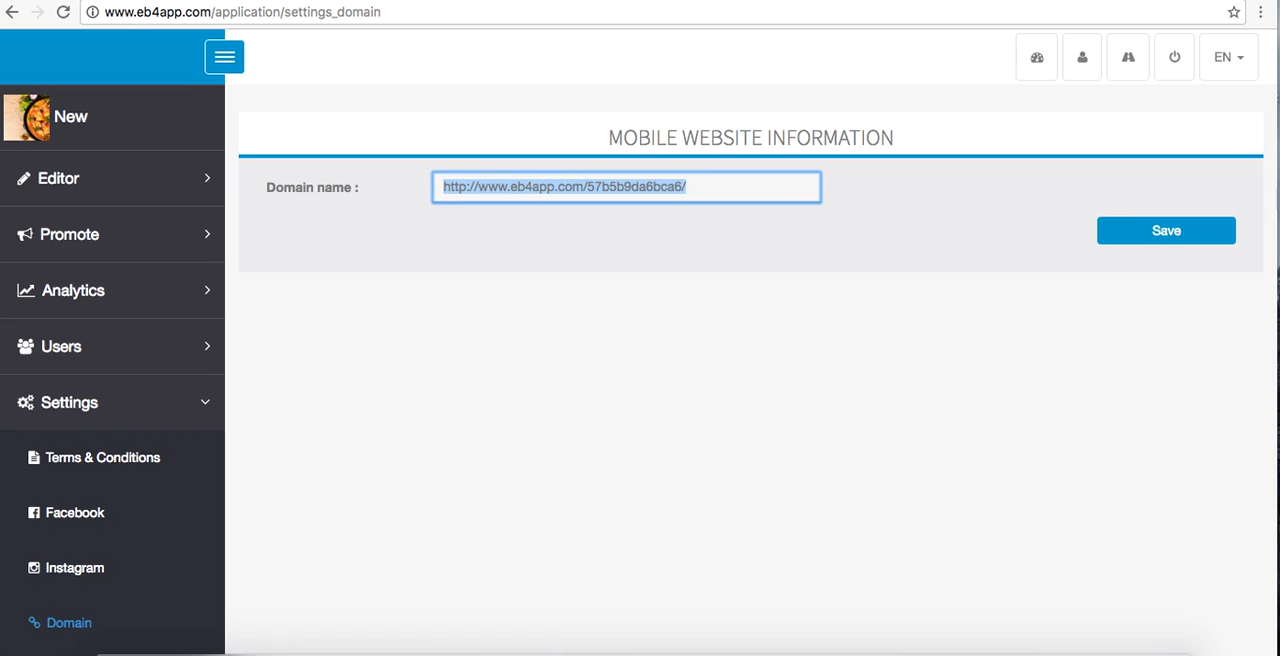 www.eb4app.com/application/settings_domain
EN
New
MOBILE WEBSITE INFORMATION
Editor
Domain name :
http://www.eb4app.com/57b5b9da6bca6/
Promote
Save
Analytics
Users
Settings
Terms & Conditions
Facebook
Instagram
Domain